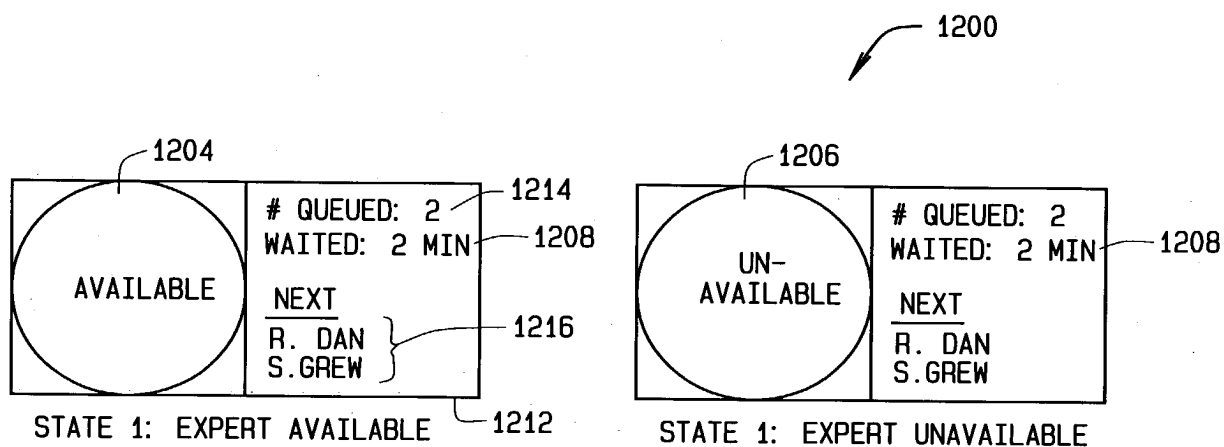 1200
1204
1206
# QUEUED: 2
1214
WAITED: 2 MIN
1208
AVAILABLE
NEXT
R. DAN
S.GREW
1216
1212
STATE 1: EXPERT AVAILABLE
# QUEUED: 2
WAITED: 2 MIN
1208
UN-
AVAILABLE
NEXT
R. DAN
S.GREW
STATE 1: EXPERT UNAVAILABLE